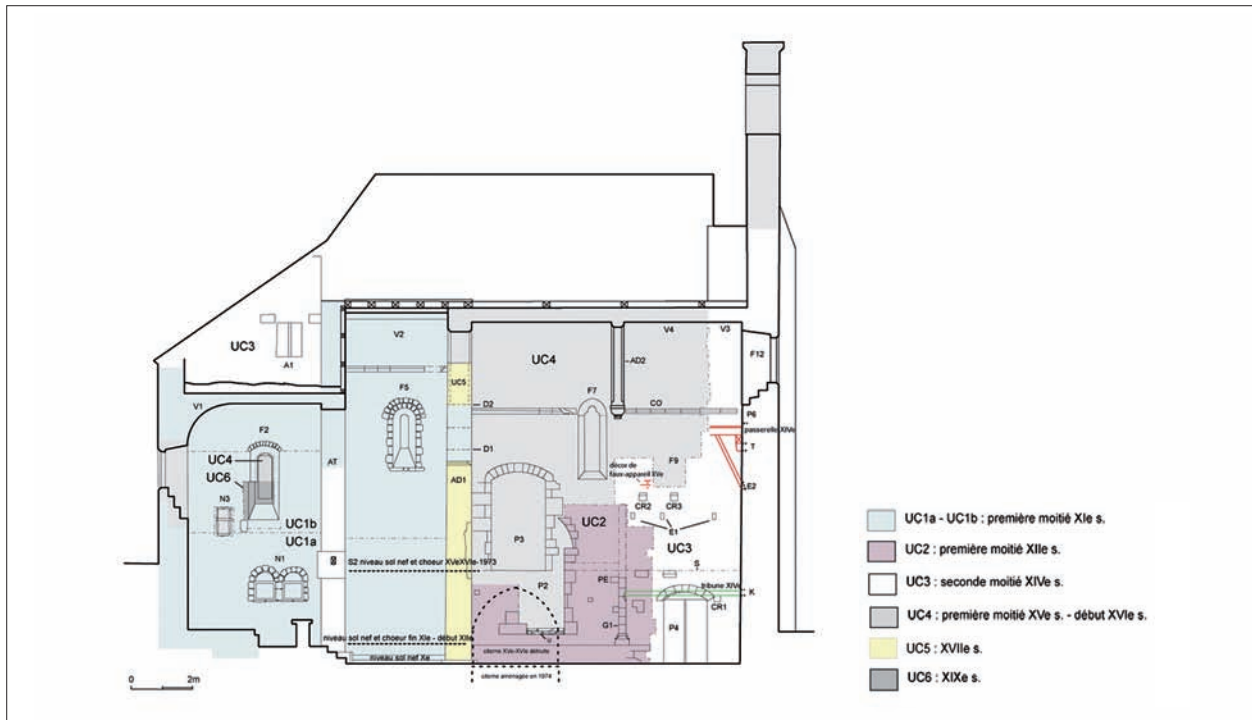 UC3
A1
V1
V2
UC4
V4
V3
AD2
F12
UC5
F5
F7
D2
CO
F2
P6
passerelle XIVe
T
AT
D1
UC4
UC6
décor de
faux-appareil XVe
F9
E2
N3
AD1
CR2
CR3
UC1b
UC1a
UC2
E1
P3
UC3
N1
S2 niveau sol nef et choeur XVeXVIe-1973
S
PE
tribune XIVe
K
P2
CR1
G1
P4
niveau sol nef et choeur fin XIe - début XIIe
niveau sol nef Xe
citerne XVe-XVIe détruite
citerne aménagée en 1974
0 2m
UC1a - UC1b : première moitié XIe s.
UC2 : première moitié XIIe s.
UC3 : seconde moitié XIVe s.
UC4 : première moitié XVe s. - début XVIe s.
UC5 : XVIIe s.
UC6 : XIXe s.